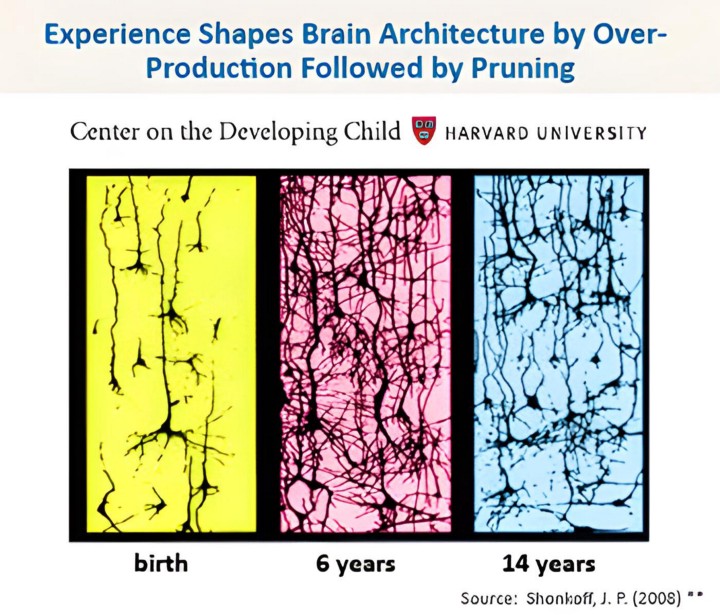 Experience Shapes Brain Architecture by Over-
Production Followed by Pruning
Center on the Developing Child HARVARD UNIVERSITY
birth 6 years 14 years
Source: Shonkoff, J. P. (2008)